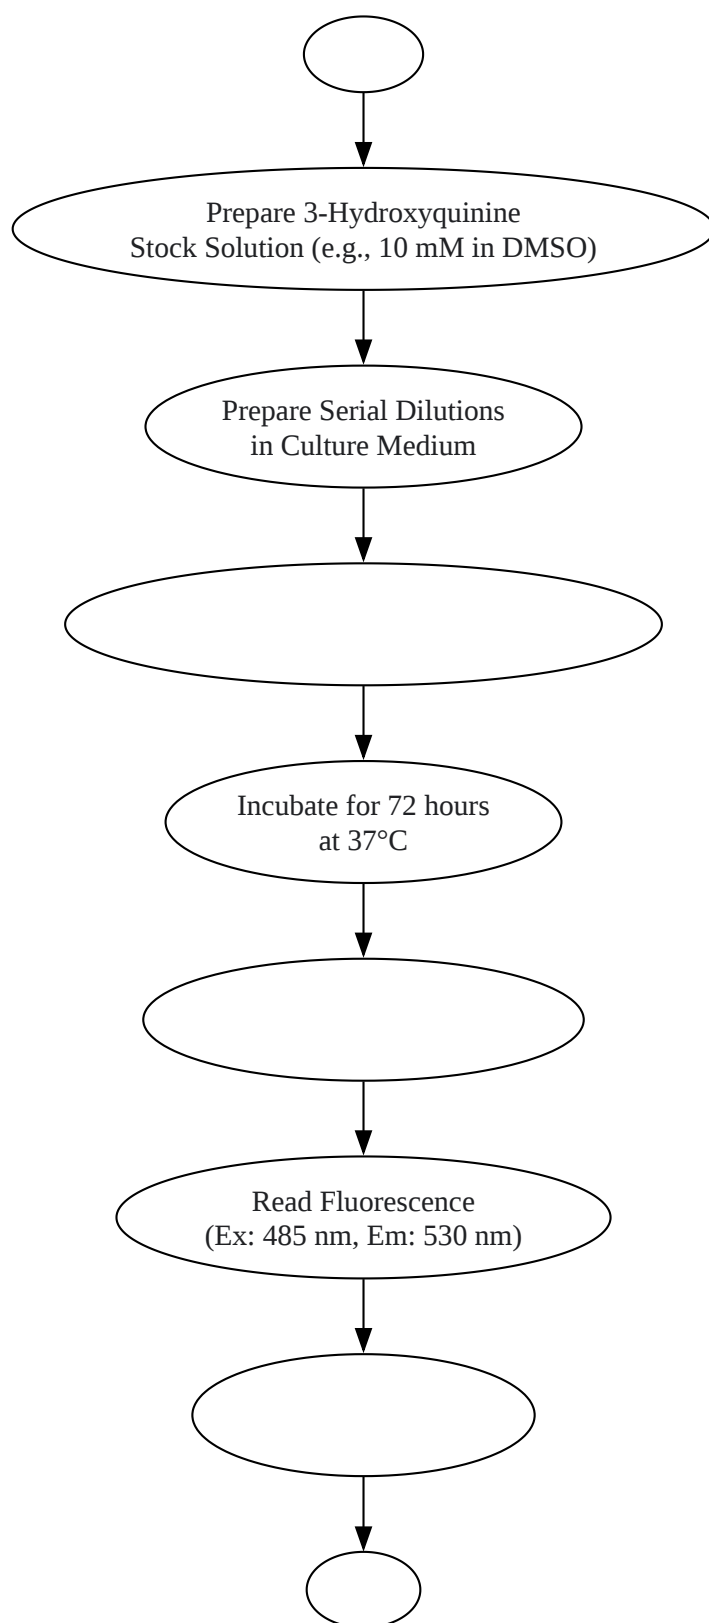 Prepare 3-Hydroxyquinine
Stock Solution (e.g., 10 mM in DMSO)
Prepare Serial Dilutions
in Culture Medium
Incubate for 72 hours
at 37°C
Read Fluorescence
(Ex: 485 nm, Em: 530 nm)